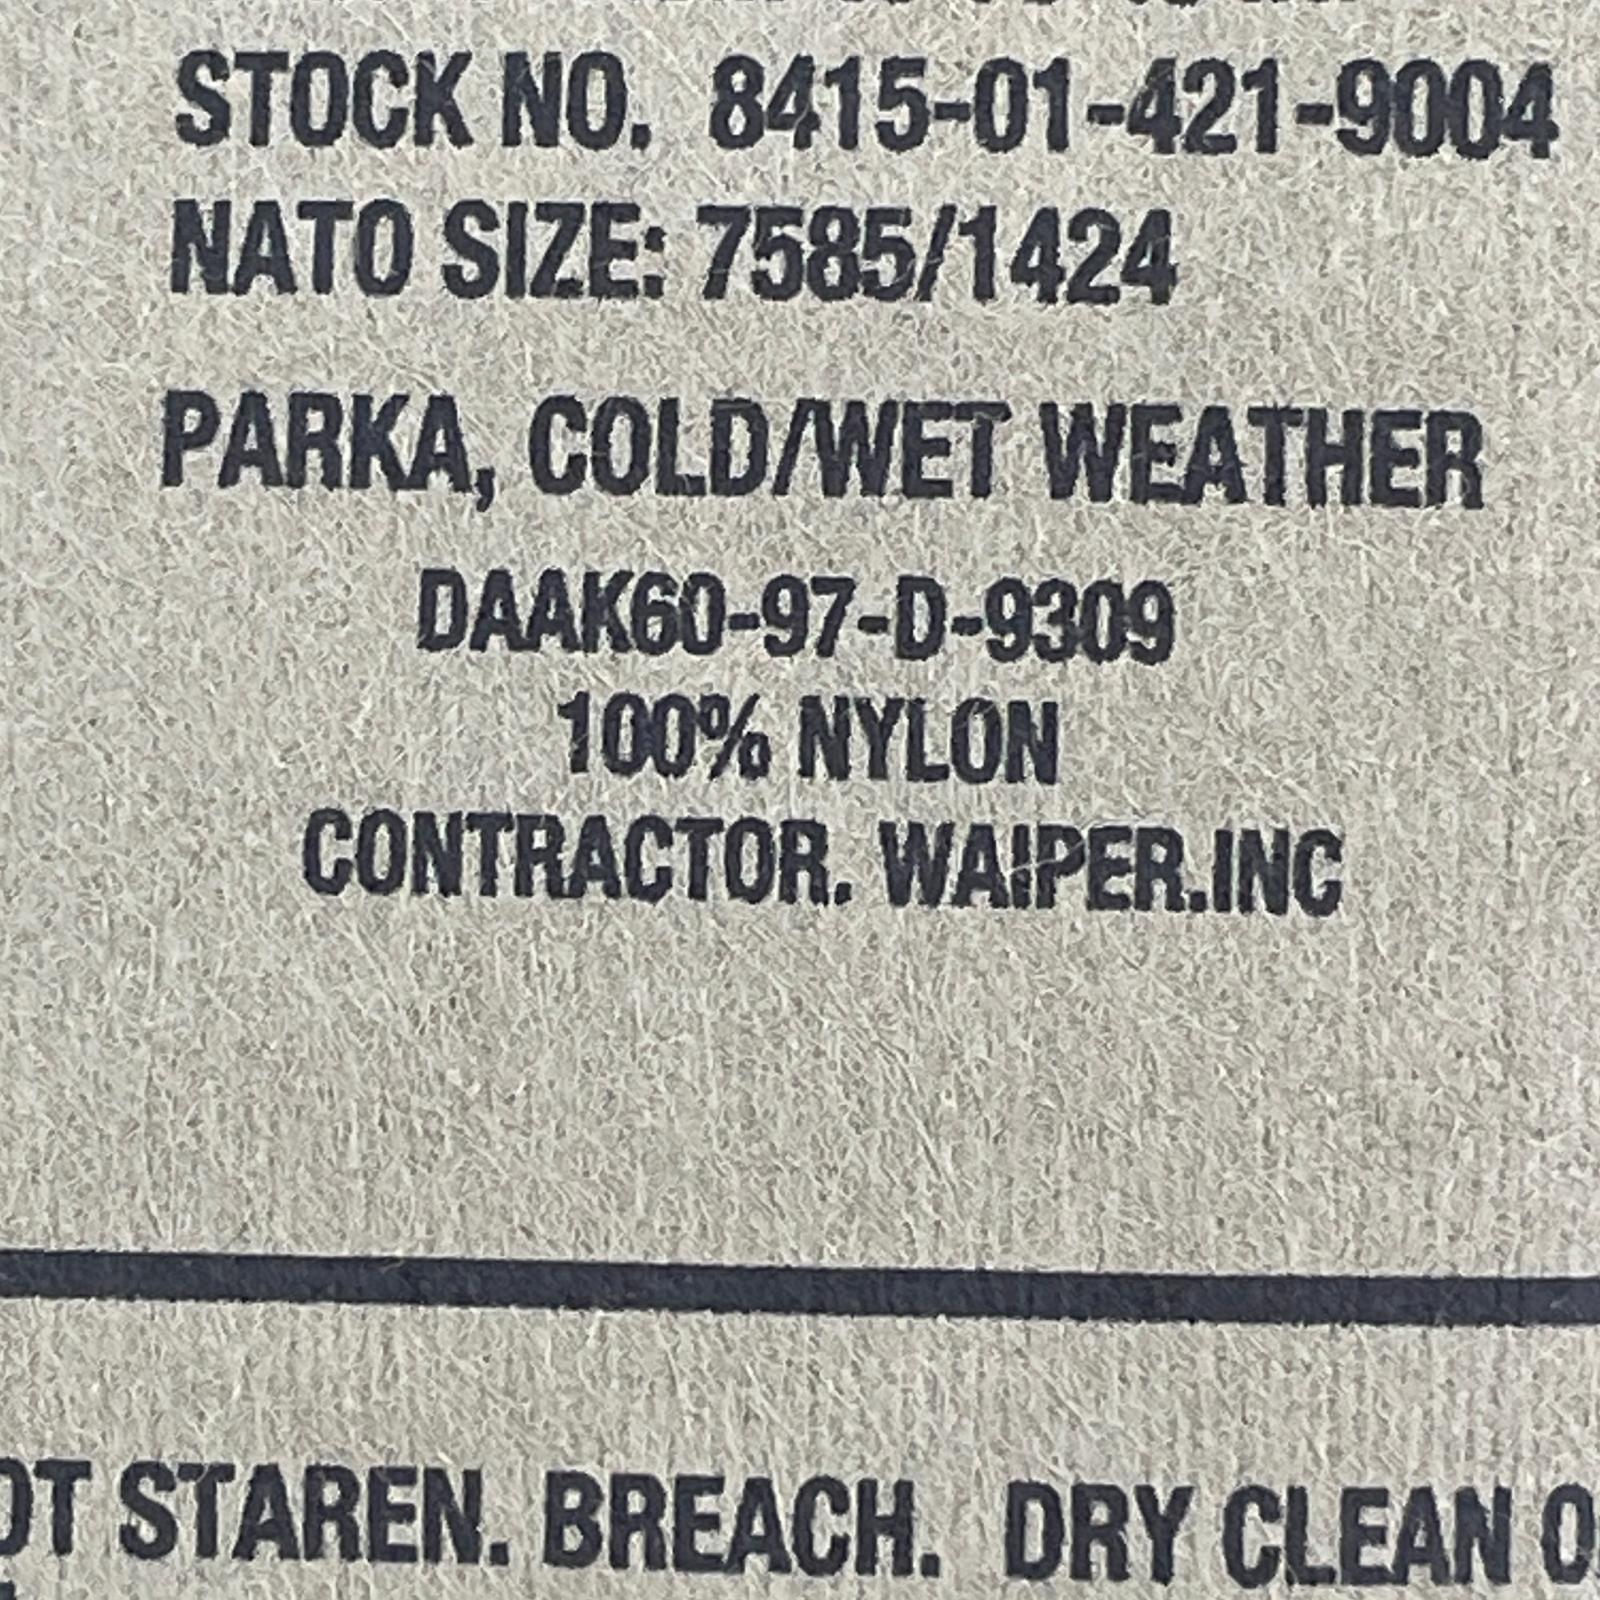 STOCK NO. 8415-01-421-9004
NATO SIZE: 7585/1424
PARKA, COLD/WET WEATHER
DAAK60-97-D-9309
100% NYLON
CONTRACTOR. WAIPER.INC
OT STAREN. BREACH. DRY CLEAN O